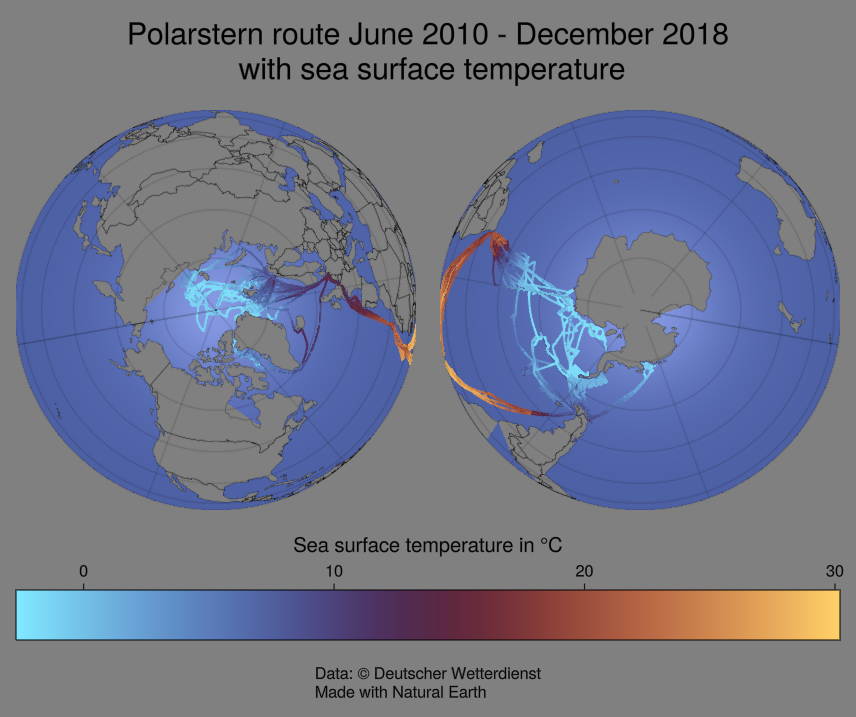 Polarstern route June 2010 - December 2018
with sea surface temperature
Sea surface temperature in °C
0 10 20 30
Data: © Deutscher Wetterdienst
Made with Natural Earth